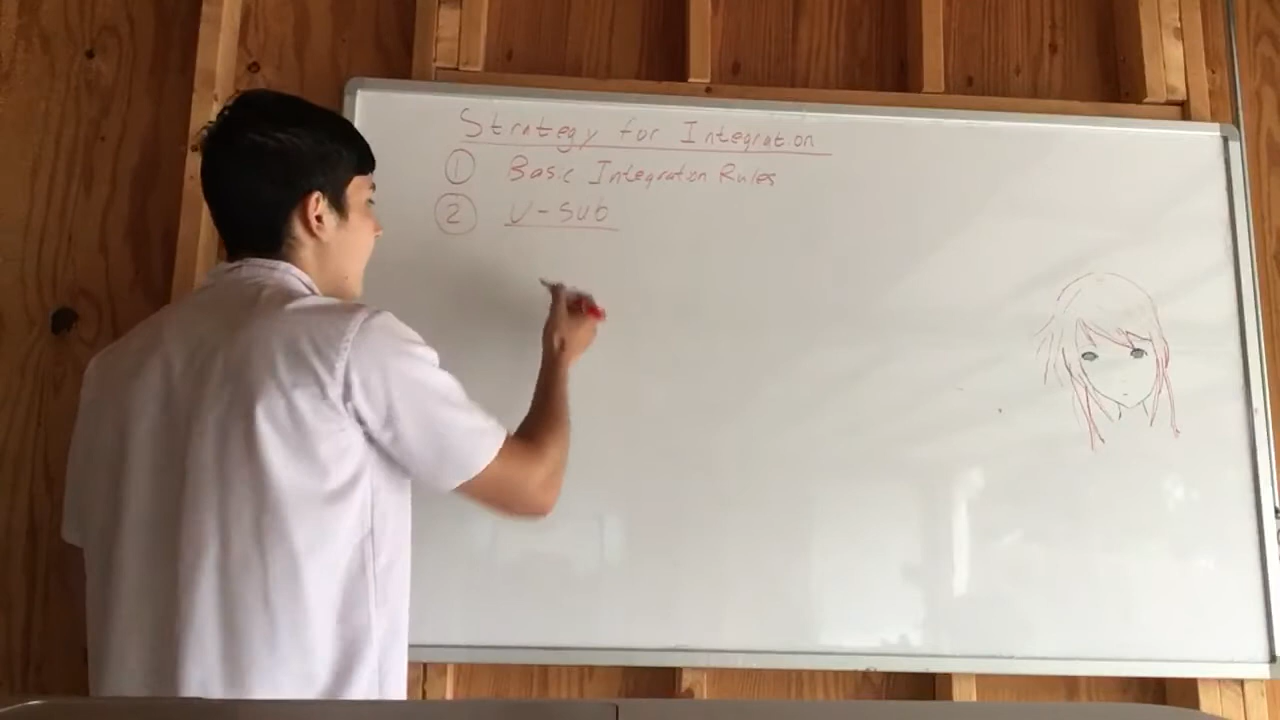 Strategy for Integration
① Basic Integration Rules
② U-sub